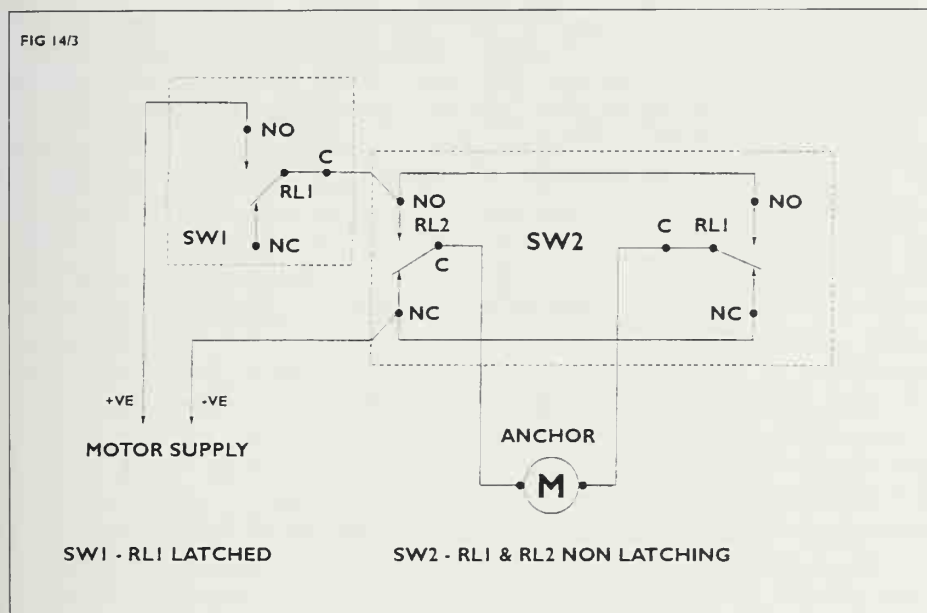 FIG 14/3
NO
C
RL1
SW1
NC
NO
RL2
C
SW2
C
RL1
NO
NC
NC
+VE
-VE
MOTOR SUPPLY
ANCHOR
M
SW1 - RL1 LATCHED
SW2 - RL1 & RL2 NON LATCHING